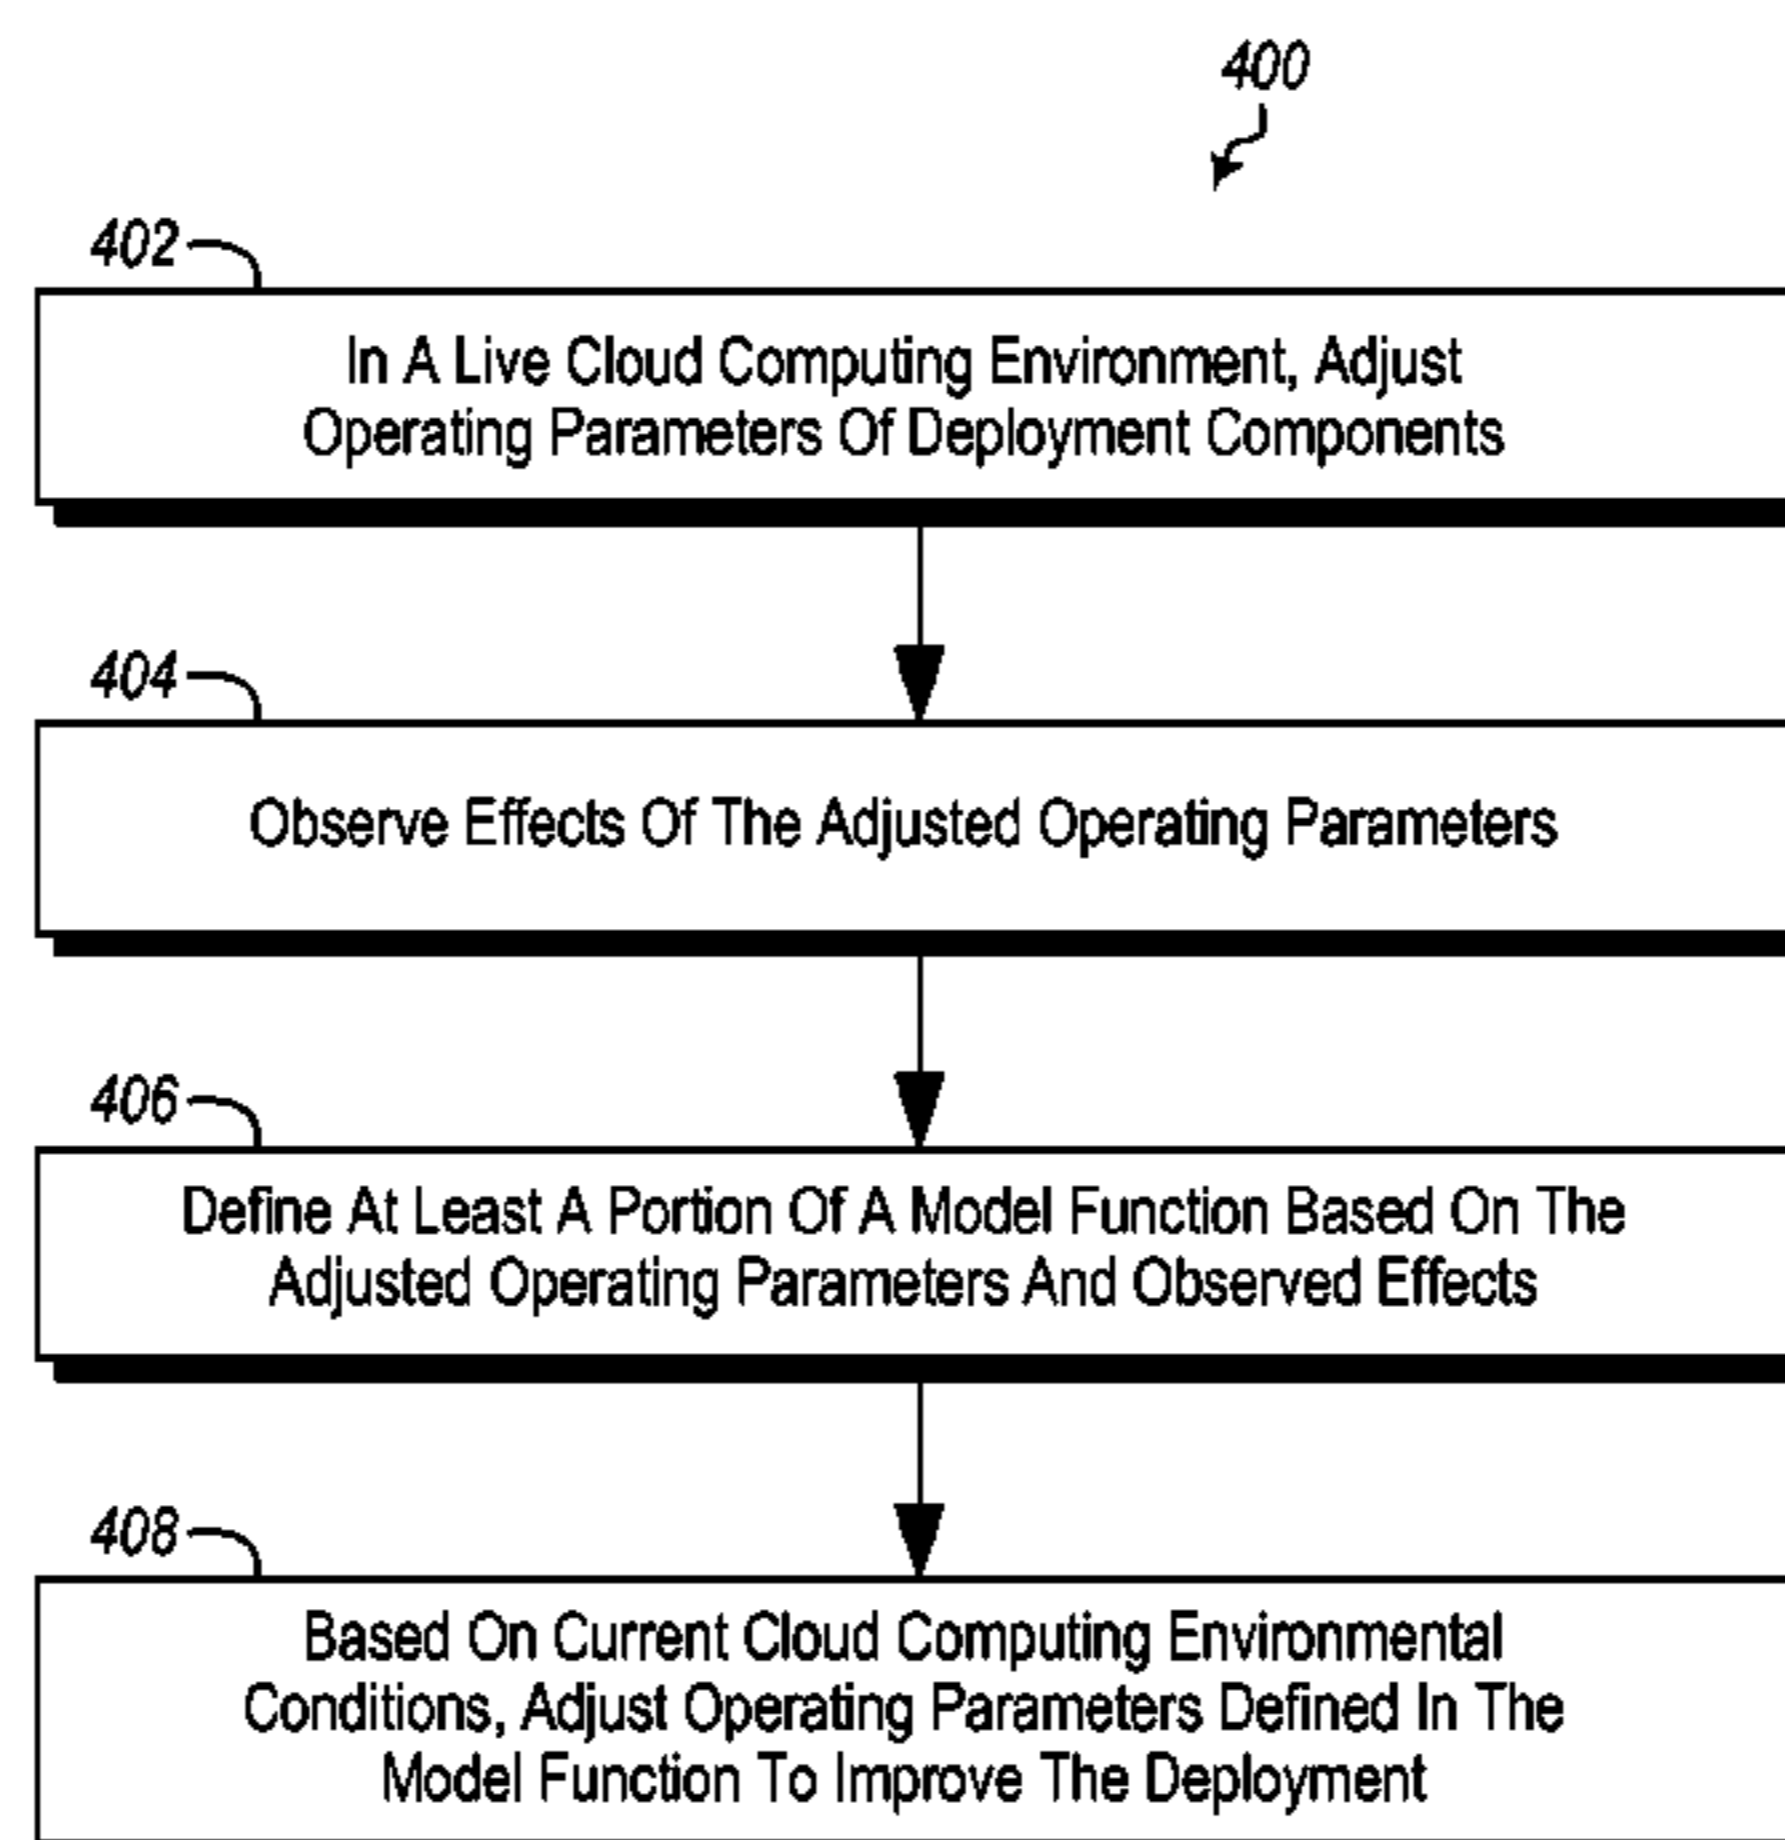 400
402
In A Live Cloud Computing Environment, Adjust
Operating Parameters Of Deployment Components
404
Observe Effects Of The Adjusted Operating Parameters
406
Define At Least A Portion Of A Model Function Based On The
Adjusted Operating Parameters And Observed Effects
408
Based On Current Cloud Computing Environmental
Conditions, Adjust Operating Parameters Defined In The
Model Function To Improve The Deployment